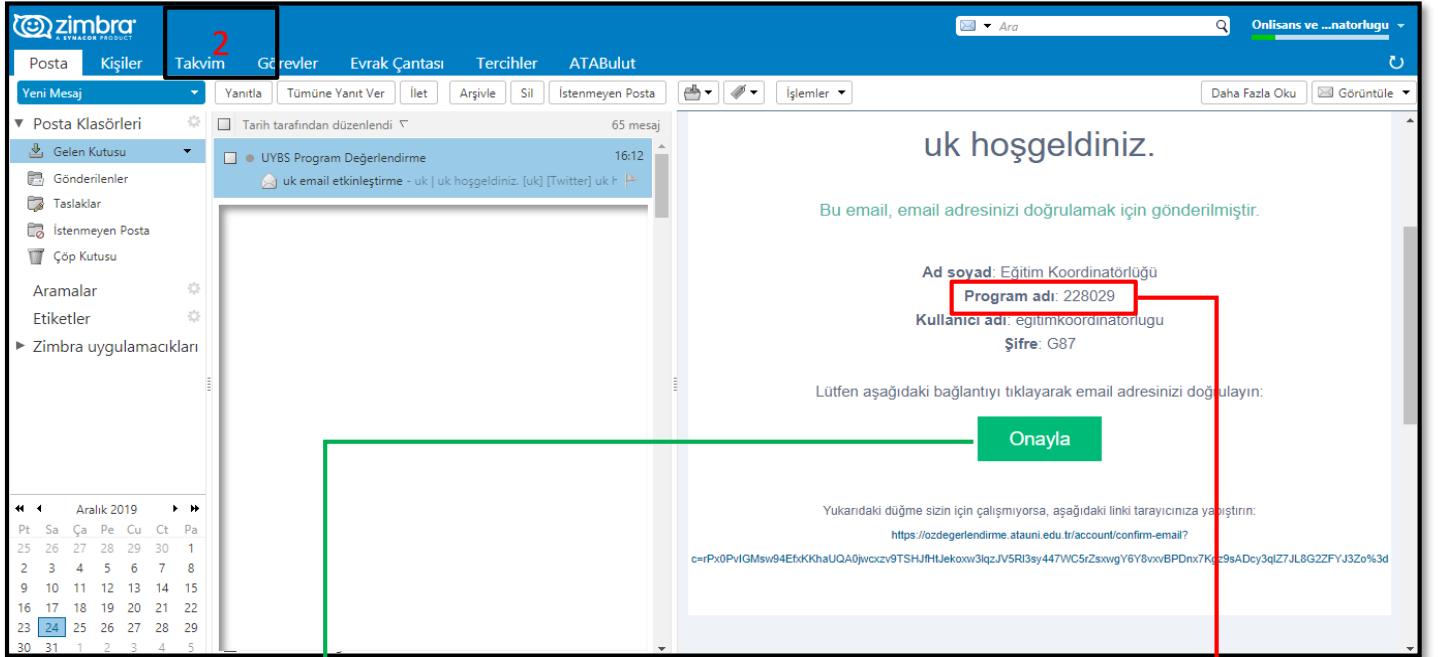 zimbra
A SYNACOR PRODUCT
Ara
Onlisans ve ...natorlugu
2
Posta Kişiler Takvim Görevler Evrak Çantası Tercihler ATABulut
Yeni Mesaj
Yanıtla Tümüne Yanıt Ver İlet Arşivle Sil İstenmeyen Posta İşlemler Daha Fazla Oku Görüntüle
Posta Klasörleri
Gelen Kutusu
Gönderilenler
Taslaklar
İstenmeyen Posta
Çöp Kutusu
Aramalar
Etiketler
Zimbra uygulamacıkları
Aralık 2019
Pt Sa Ça Pe Cu Ct Pa
25 26 27 28 29 30 1
2 3 4 5 6 7 8
9 10 11 12 13 14 15
16 17 18 19 20 21 22
23 24 25 26 27 28 29
30 31 1 2 3 4 5
Tarih tarafından düzenlendi 65 mesaj
UYBS Program Değerlendirme 16:12
uk email etkinleştirme - uk | uk hoşgeldiniz. [uk] [Twitter] uk
uk hoşgeldiniz.
Bu email, email adresinizi doğrulamak için gönderilmiştir.
Ad soyad: Eğitim Koordinatörlüğü
Program adı: 228029
Kullanıcı adı: egitimkoordinatorlugu
Şifre: G87
Lütfen aşağıdaki bağlantıyı tıklayarak email adresinizi doğrulayın:
Onayla
Yukarıdaki düğme sizin için çalışmıyorsa, aşağıdaki linki tarayıcınıza yapıştırın:
https://ozdegerlendirme.atauni.edu.tr/account/confirm-email?